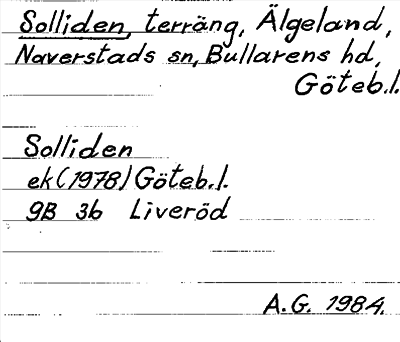 Solliden, terräng, Älgeland,
Naverstads sn, Bullarens hd,
Göteb.l.
Solliden
ek (1978) Göteb.l.
9B 3b Liveröd
A.G. 1984.